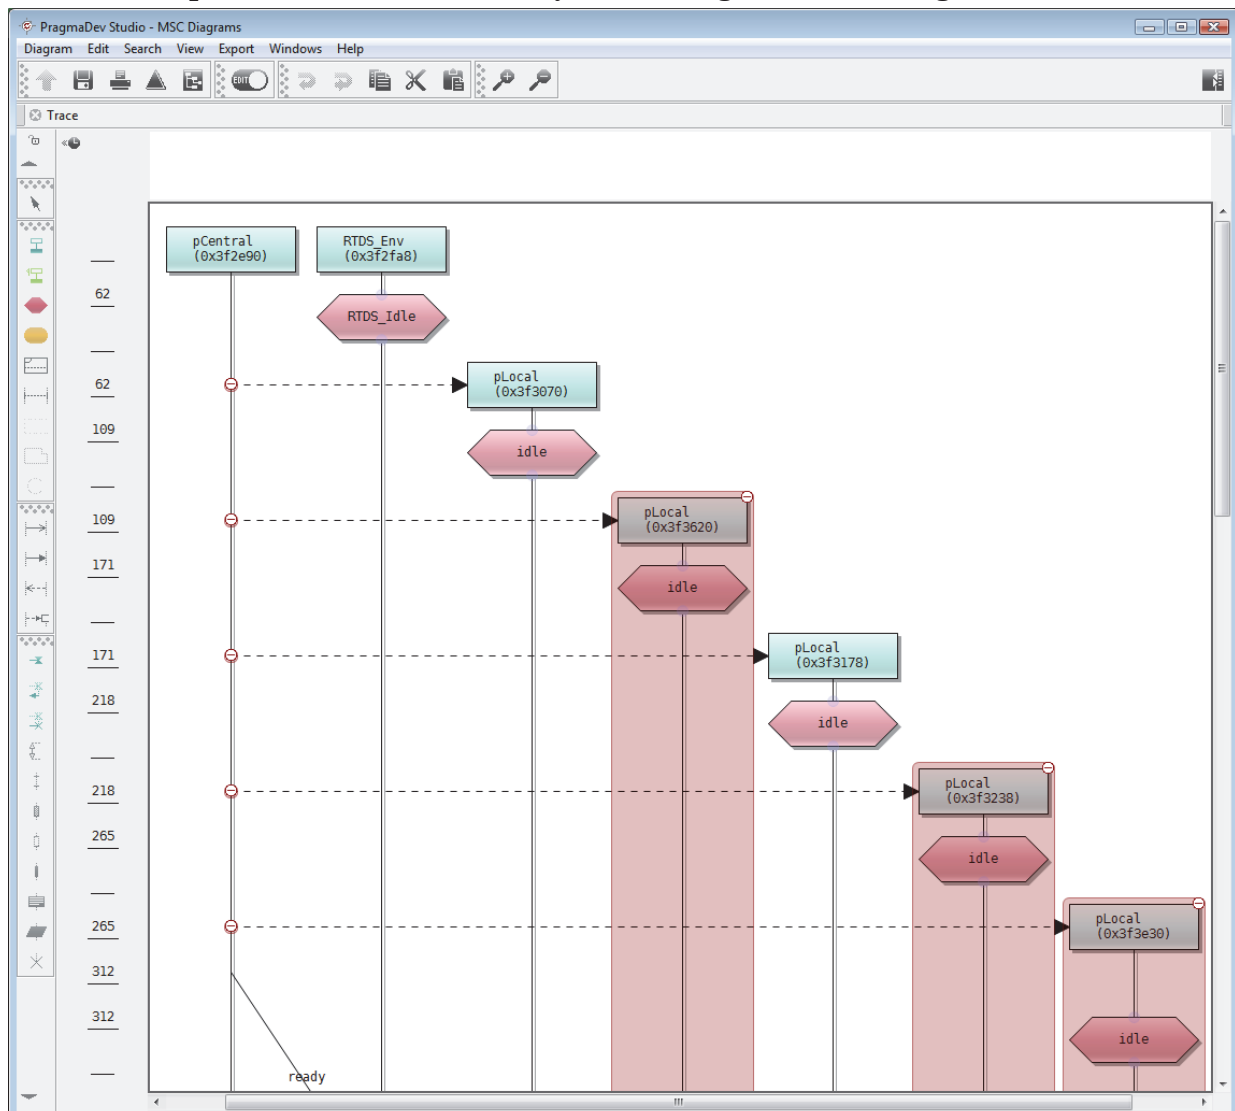 PragmaDev Studio - MSC Diagrams
Diagram Edit Search View Export Windows Help
EDIT
Trace
pCentral
(0x3f2e90)
RTDS_Env
(0x3f2fa8)
62
RTDS_Idle
62
pLocal
(0x3f3070)
109
idle
109
pLocal
(0x3f3620)
171
idle
171
pLocal
(0x3f3178)
218
idle
218
pLocal
(0x3f3238)
265
idle
265
pLocal
(0x3f3e30)
312
312
idle
ready